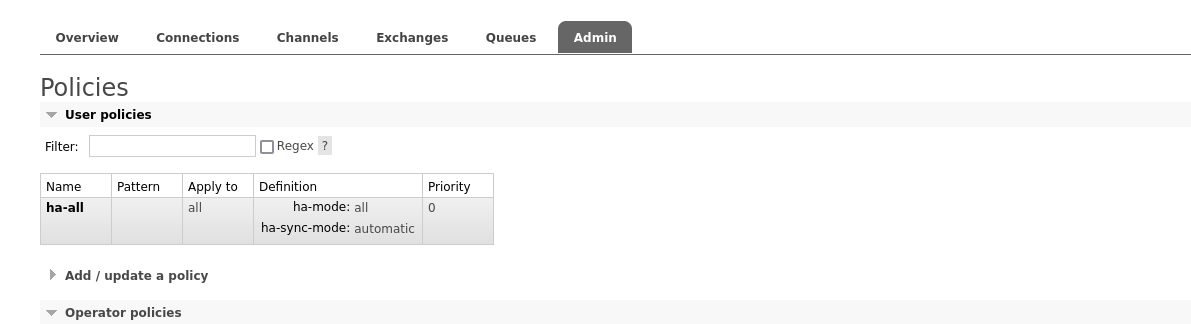 Overview Connections Channels Exchanges Queues Admin
Policies
User policies
Filter: Regex ?
Name Pattern Apply to Definition Priority
ha-all all ha-mode: all 0
ha-sync-mode: automatic
Add / update a policy
Operator policies